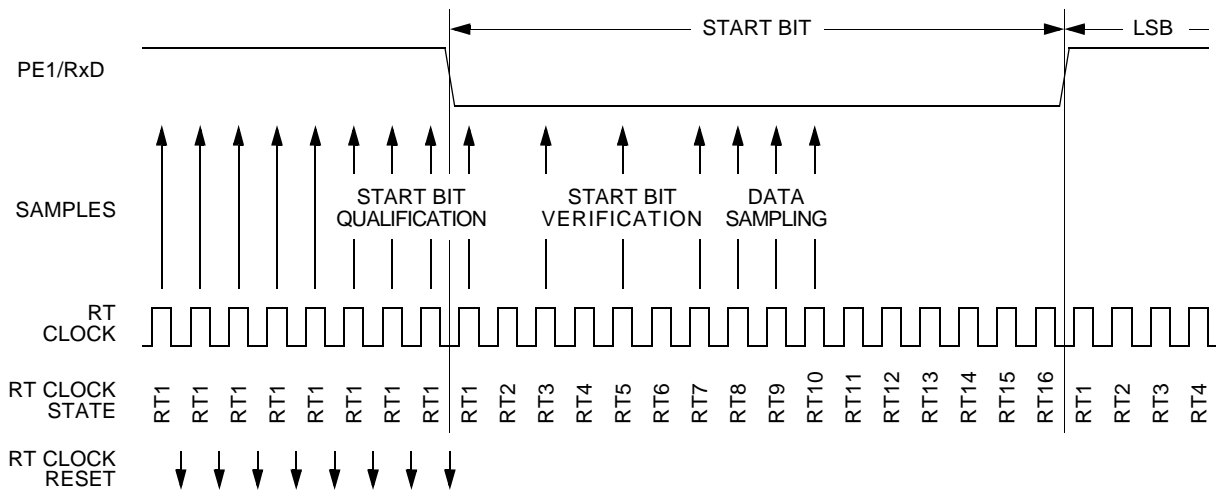 START BIT
LSB
PE1/RxD
SAMPLES
START BIT
QUALIFICATION
START BIT
VERIFICATION
DATA
SAMPLING
RT
CLOCK
RT CLOCK
STATE
RT1 RT1 RT1 RT1 RT1 RT1 RT1 RT1 RT1 RT2 RT3 RT4 RT5 RT6 RT7 RT8 RT9 RT10 RT11 RT12 RT13 RT14 RT15 RT16 RT1 RT2 RT3 RT4
RT CLOCK
RESET